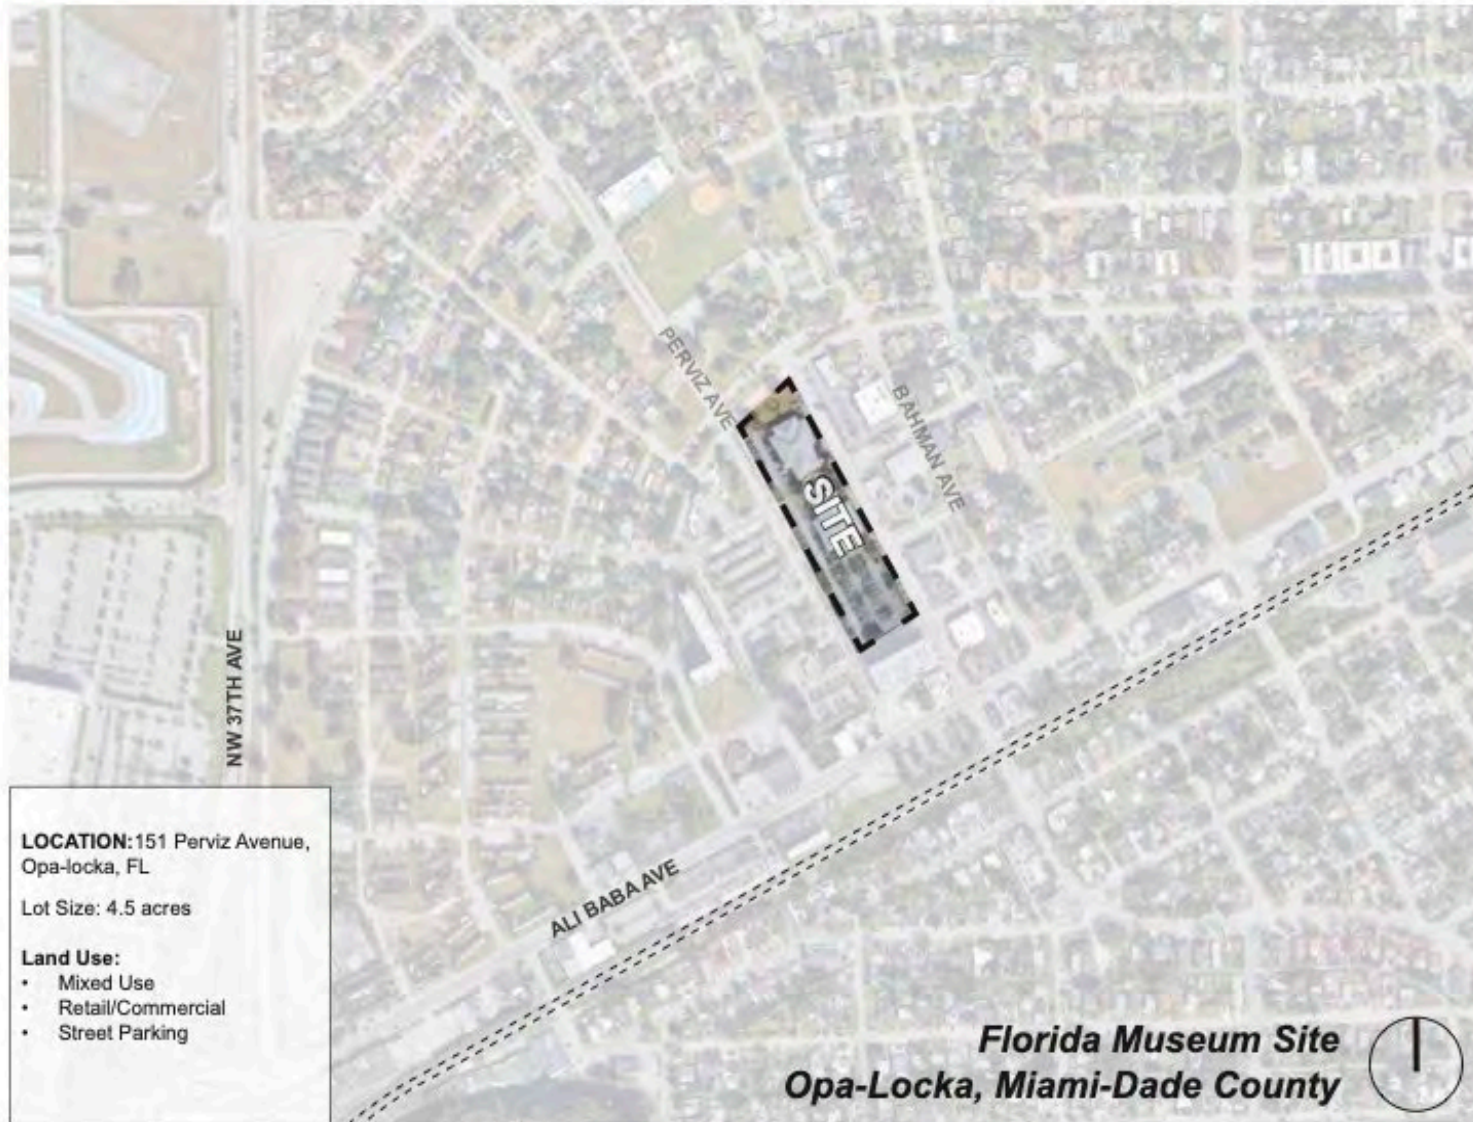 PERVIZ AVE
BAHMAN AVE
SITE
NW 37TH AVE
ALI BABA AVE
LOCATION:151 Perviz Avenue,
Opa-locka, FL
Lot Size: 4.5 acres
Land Use:
• Mixed Use
• Retail/Commercial
• Street Parking
Florida Museum Site
Opa-Locka, Miami-Dade County